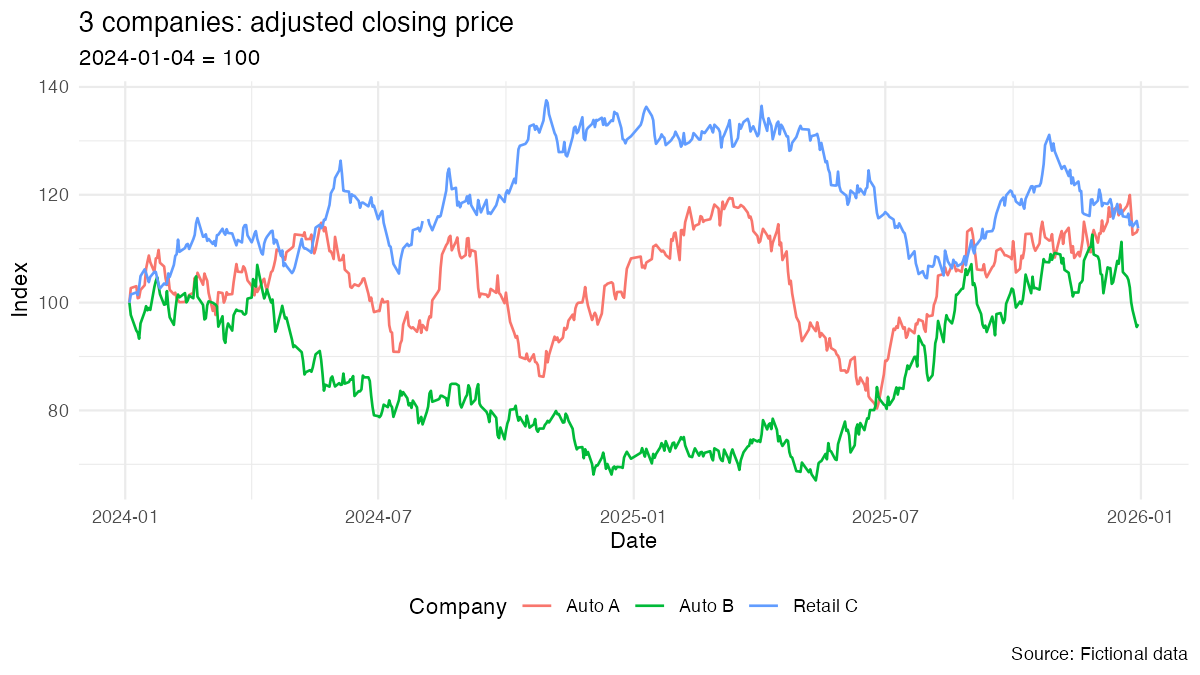 3 companies: adjusted closing price
2024-01-04 = 100
Index
140
120
100
80
2024-01 2024-07 2025-01 2025-07 2026-01
Date
Company Auto A Auto B Retail C
Source: Fictional data